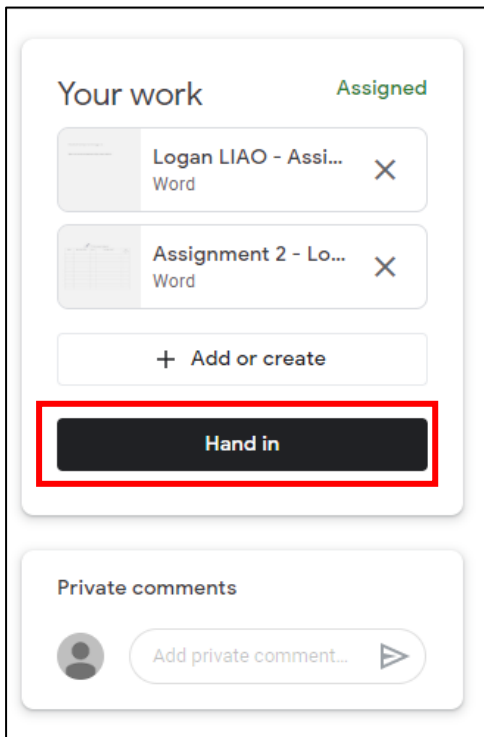 Your work
Assigned
Logan LIAO - Assi...
Word
Assignment 2 - Lo...
Word
+ Add or create
Hand in
Private comments
Add private comment...